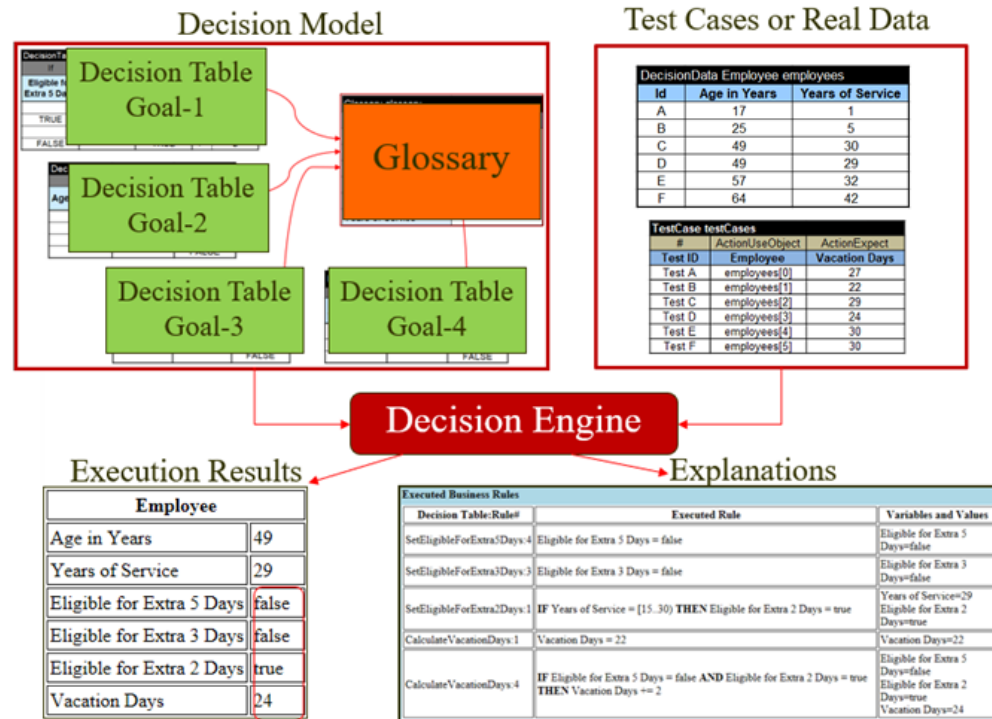 Decision Model
Test Cases or Real Data
If
Eligible
Extra 5 Da
TRUE
FALSE
Decision Table
Goal-1
Age
Decision Table
Goal-2
FALSE
Decision Table
Goal-3
FALSE
Decision Table
Goal-4
FALSE
Glossary
DecisionData Employee employees
Id Age in Years Years of Service
A 17 1
B 25 5
C 49 30
D 49 29
E 57 32
F 64 42
TestCase testCases
# ActionUseObject ActionExpect
Test ID Employee Vacation Days
Test A employees[0] 27
Test B employees[1] 22
Test C employees[2] 29
Test D employees[3] 24
Test E employees[4] 30
Test F employees[5] 30
Decision Engine
Execution Results
Employee
Age in Years 49
Years of Service 29
Eligible for Extra 5 Days false
Eligible for Extra 3 Days false
Eligible for Extra 2 Days true
Vacation Days 24
Explanations
Executed Business Rules
Decision Table:Rule# Executed Rule Variables and Values
SetEligibleForExtra5Days:4 Eligible for Extra 5 Days = false Eligible for Extra 5
Days=false
SetEligibleForExtra3Days:3 Eligible for Extra 3 Days = false Eligible for Extra 3
Days=false
SetEligibleForExtra2Days:1 IF Years of Service = [15..30) THEN Eligible for Extra 2 Days = true Years of Service=29
Eligible for Extra 2
Days=true
CalculateVacationDays:1 Vacation Days = 22 Vacation Days=22
CalculateVacationDays:4 IF Eligible for Extra 5 Days = false AND Eligible for Extra 2 Days = true
THEN Vacation Days += 2
Eligible for Extra 5
Days=false
Eligible for Extra 2
Days=true
Vacation Days=24